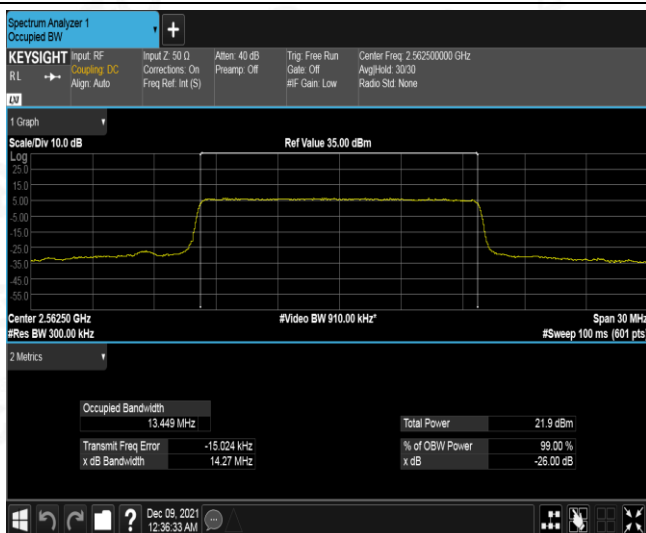 Spectrum Analyzer 1
Occupied BW
+
KEYSIGHT
R L
LXI
Input: RF
Coupling: DC
Align: Auto
Input Z: 50 Ω
Corrections: On
Freq Ref: Int (S)
Atten: 40 dB
Preamp: Off
Trig: Free Run
Gate: Off
#IF Gain: Low
Center Freq: 2.562500000 GHz
Avg|Hold: 30/30
Radio Std: None
1 Graph
Scale/Div 10.0 dB
Ref Value 35.00 dBm
Log
25.0
15.0
5.00
-5.00
-15.0
-25.0
-35.0
-45.0
-55.0
Center 2.56250 GHz
#Video BW 910.00 kHz*
Span 30 MHz
#Res BW 300.00 kHz
#Sweep 100 ms (601 pts)
2 Metrics
Occupied Bandwidth
13.449 MHz
Total Power 21.9 dBm
Transmit Freq Error -15.024 kHz
% of OBW Power 99.00 %
x dB Bandwidth 14.27 MHz
x dB -26.00 dB
?
Dec 09, 2021
12:36:33 AM